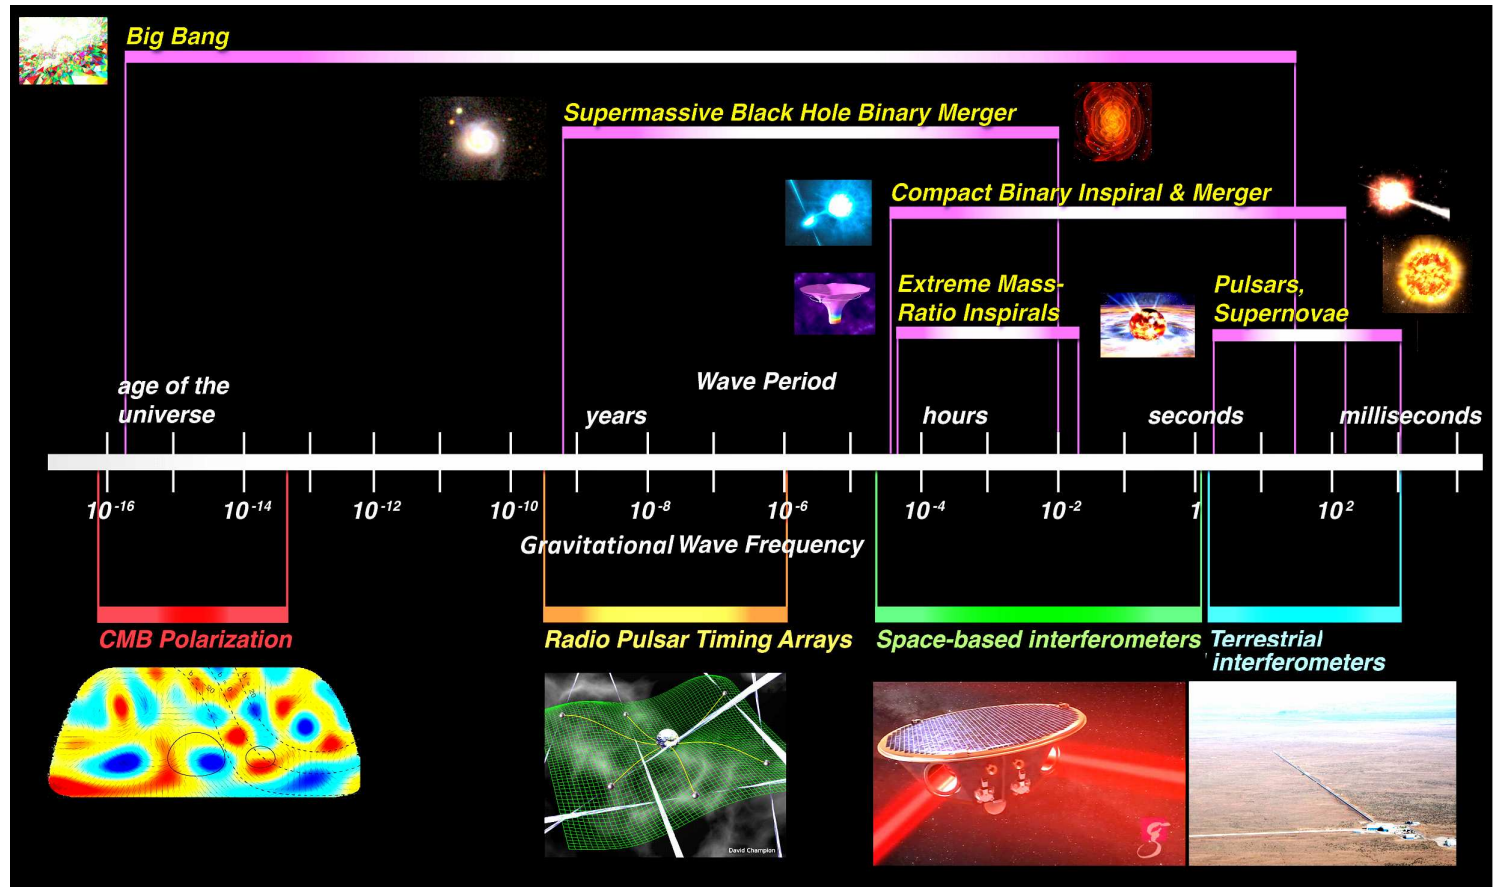 Big Bang
Supermassive Black Hole Binary Merger
Compact Binary Inspiral & Merger
Extreme Mass-
Ratio Inspirals
Pulsars,
Supernovae
Wave Period
age of the
universe
years
hours
seconds
milliseconds
10⁻¹⁶
10⁻¹⁴
10⁻¹²
10⁻¹⁰
10⁻⁸
10⁻⁶
10⁻⁴
10⁻²
1
10²
Gravitational Wave Frequency
CMB Polarization
Radio Pulsar Timing Arrays
Space-based interferometers
Terrestrial
interferometers
David Champion